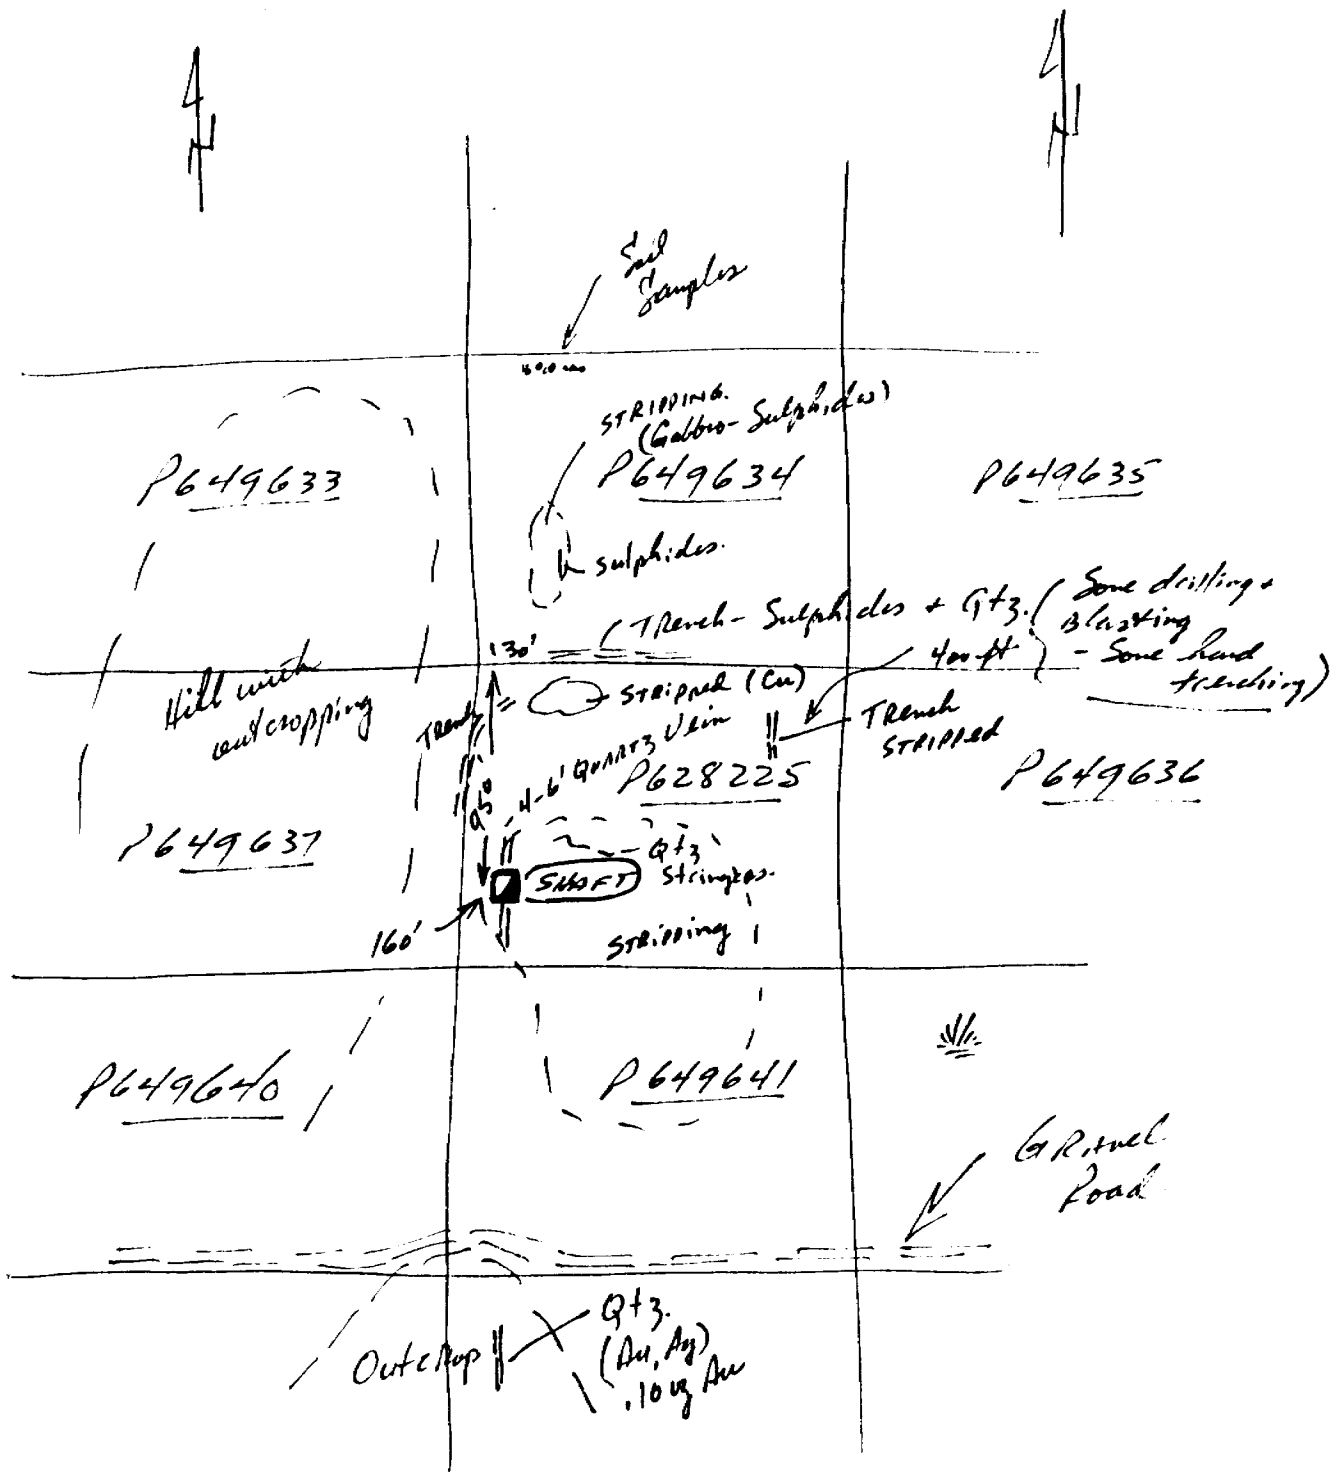 N
N
Soil
Samples
STRIPPING.
(Gabbro-Sulphides)
P649633
P649634
P649635
Sulphides.
Trench- Sulphides + Qtz. (Some drilling +
Blasting
- Some hand
trenching)
130'
400 ft
Hill with
outcropping
Trench
Stripped (Cu)
4-6' QUARTZ Vein
Trench
STRIPPED
P628225
P649636
950
P649637
Qtz
Stringers.
SHAFT
160'
STRIPPING
P649640
P649641
GRAvel
Road
Outcrop
Qtz.
(Au, Ag)
.10 oz Au